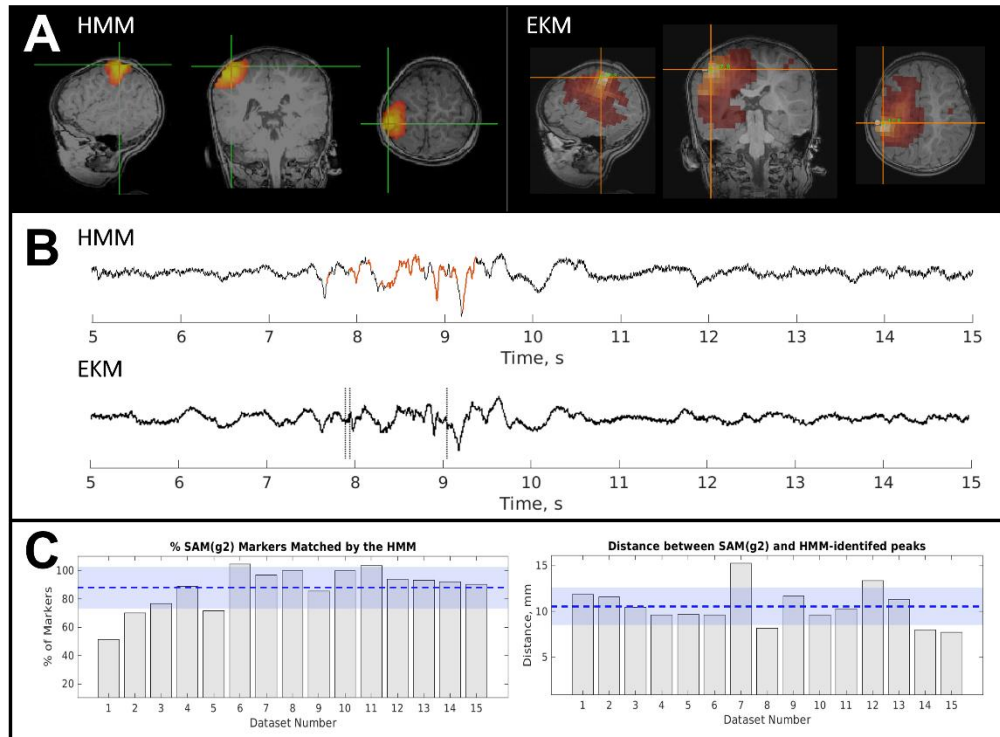 A HMM
EKM
B HMM
5 6 7 8 9 10 11 12 13 14 15
Time, s
EKM
5 6 7 8 9 10 11 12 13 14 15
Time, s
C
% SAM(g2) Markers Matched by the HMM
% of Markers
100
80
60
40
20
1 2 3 4 5 6 7 8 9 10 11 12 13 14 15
Dataset Number
Distance between SAM(g2) and HMM-identifed peaks
Distance, mm
15
10
5
1 2 3 4 5 6 7 8 9 10 11 12 13 14 15
Dataset Number